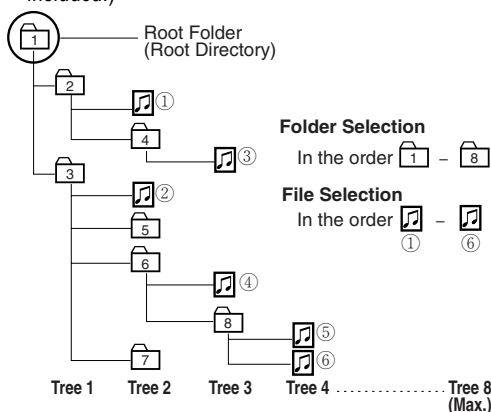 included.)
1
Root Folder
(Root Directory)
2
①
4
③
3
②
5
6
④
8
⑤
⑥
7
Folder Selection
In the order 1 – 8
File Selection
In the order –
① ⑥
Tree 1 Tree 2 Tree 3 Tree 4 .................. Tree 8
(Max.)